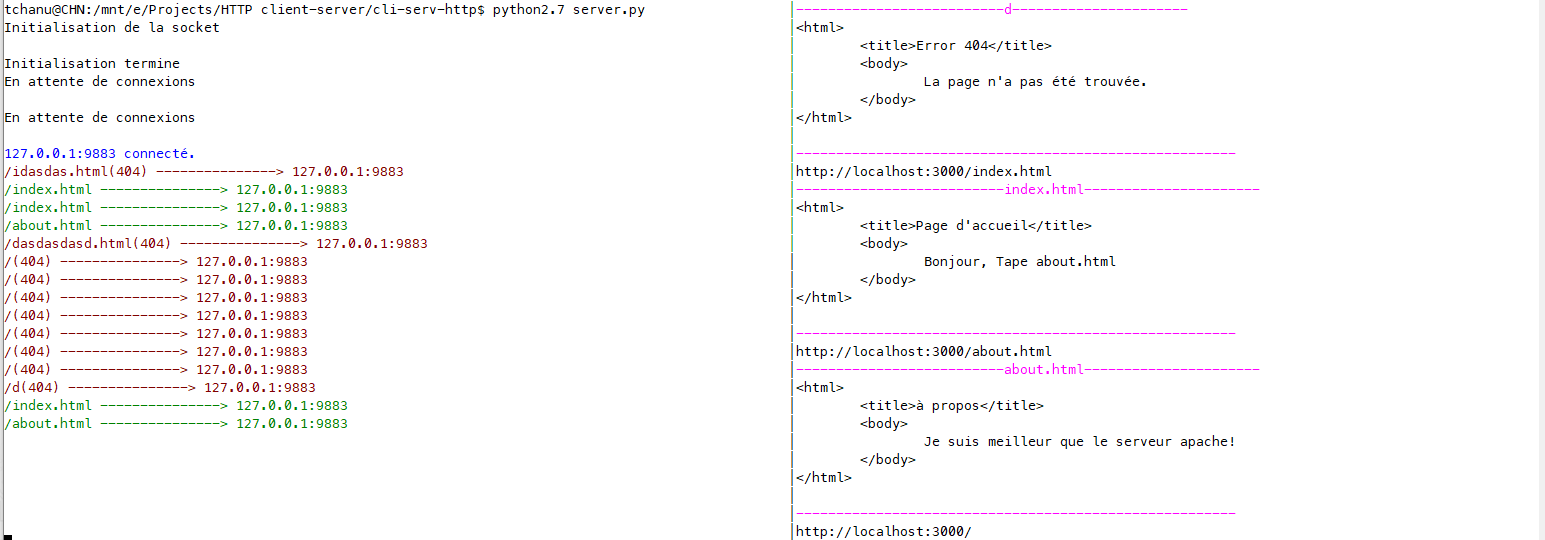 tchanu@CHN:/mnt/e/Projects/HTTP client-server/cli-serv-http$ python2.7 server.py
Initialisation de la socket
Initialisation termine
En attente de connexions
En attente de connexions
127.0.0.1:9883 connecté.
/idasdas.html(404) ---------------> 127.0.0.1:9883
/index.html ---------------> 127.0.0.1:9883
/index.html ---------------> 127.0.0.1:9883
/about.html ---------------> 127.0.0.1:9883
/dasdasdasd.html(404) ---------------> 127.0.0.1:9883
/(404) ---------------> 127.0.0.1:9883
/(404) ---------------> 127.0.0.1:9883
/(404) ---------------> 127.0.0.1:9883
/(404) ---------------> 127.0.0.1:9883
/(404) ---------------> 127.0.0.1:9883
/(404) ---------------> 127.0.0.1:9883
/(404) ---------------> 127.0.0.1:9883
/d(404) ---------------> 127.0.0.1:9883
/index.html ---------------> 127.0.0.1:9883
/about.html ---------------> 127.0.0.1:9883
--------------------------d----------------------
<html>
<title>Error 404</title>
<body>
La page n'a pas été trouvée.
</body>
</html>
-------------------------------------------------------
http://localhost:3000/index.html
--------------------------index.html----------------------
<html>
<title>Page d'accueil</title>
<body>
Bonjour, Tape about.html
</body>
</html>
-------------------------------------------------------
http://localhost:3000/about.html
--------------------------about.html----------------------
<html>
<title>à propos</title>
<body>
Je suis meilleur que le serveur apache!
</body>
</html>
-------------------------------------------------------
http://localhost:3000/